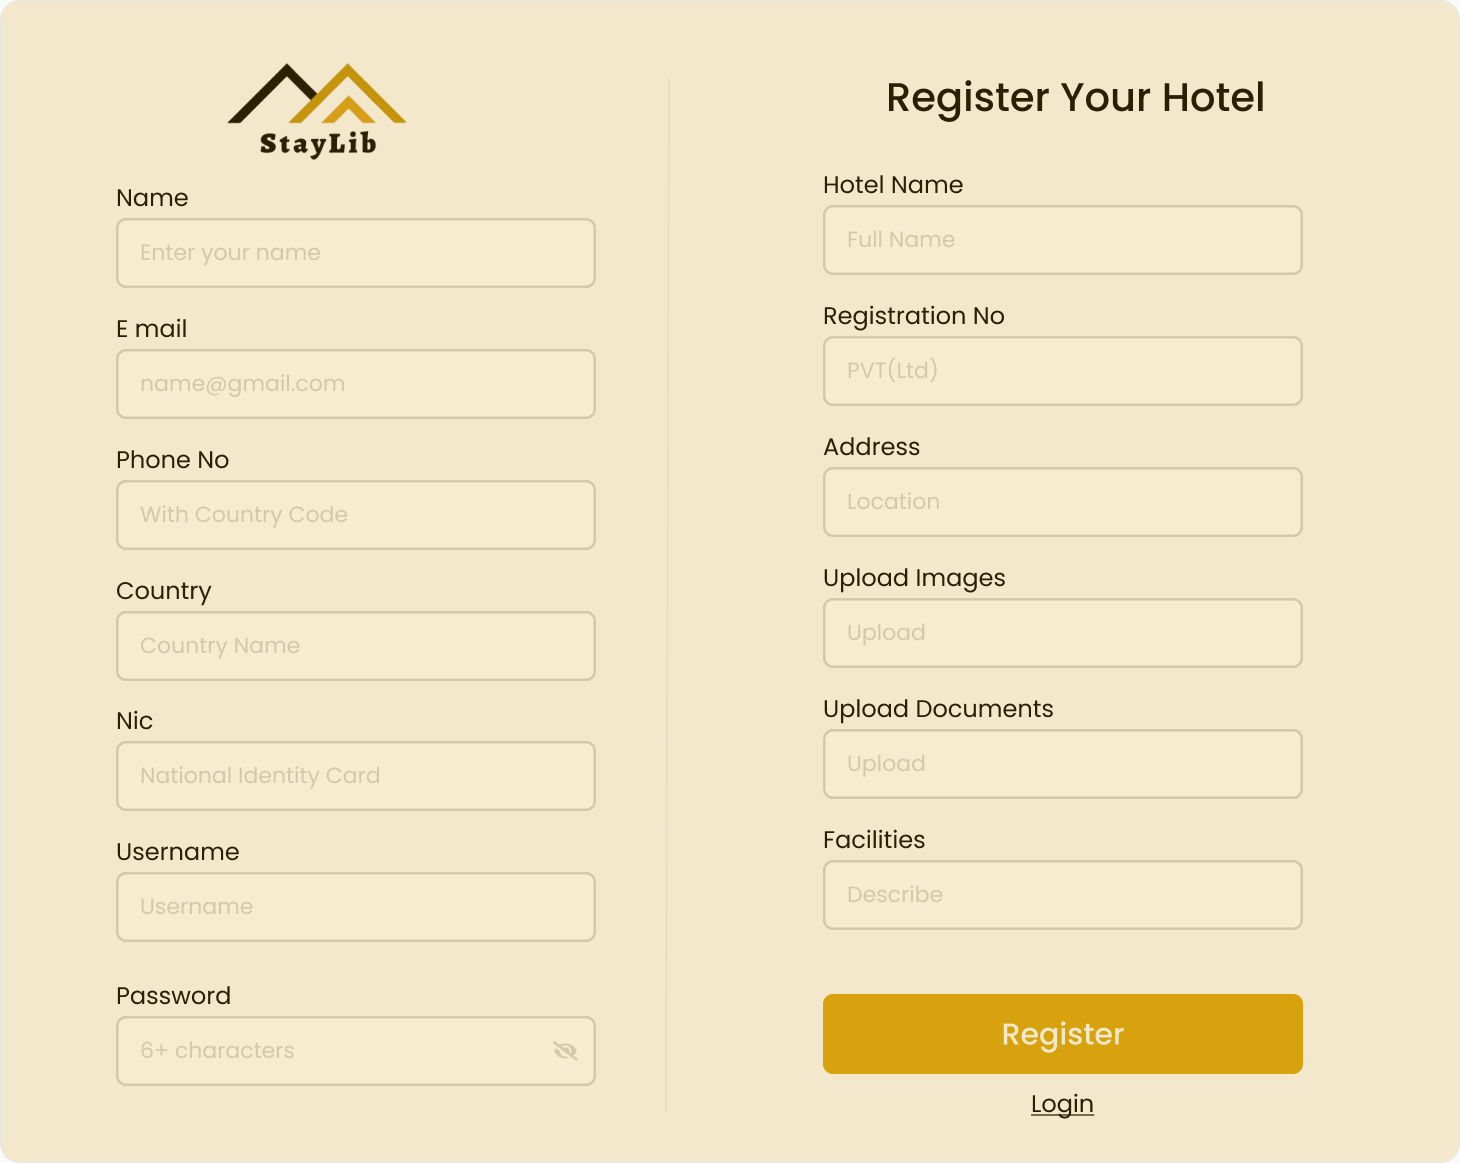 StayLib
Name
Enter your name
E mail
name@gmail.com
Phone No
With Country Code
Country
Country Name
Nic
National Identity Card
Username
Username
Password
6+ characters
Register Your Hotel
Hotel Name
Full Name
Registration No
PVT(Ltd)
Address
Location
Upload Images
Upload
Upload Documents
Upload
Facilities
Describe
Register
Login